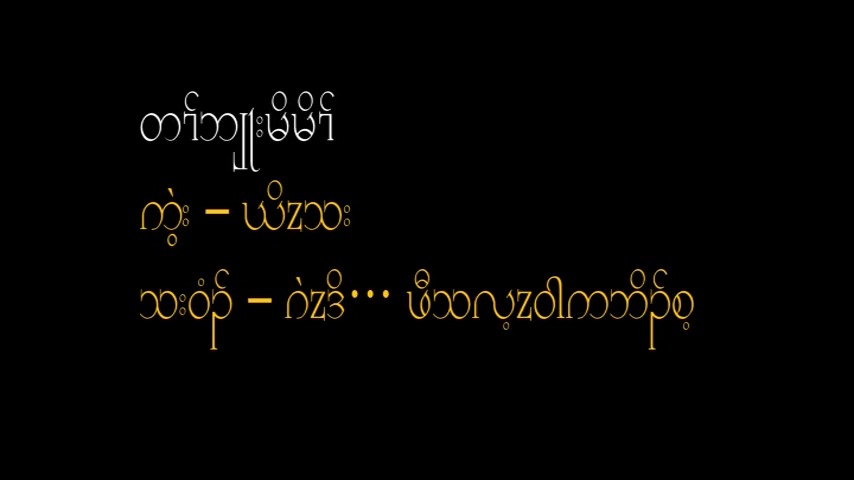 တၢ်ဘျုးမိမိၢ်
ကွဲး – ယိzသး
သးဝံၣ် – ဂဲzဒိ... ဖီသလ့zဝါကဘိၣ်စ့